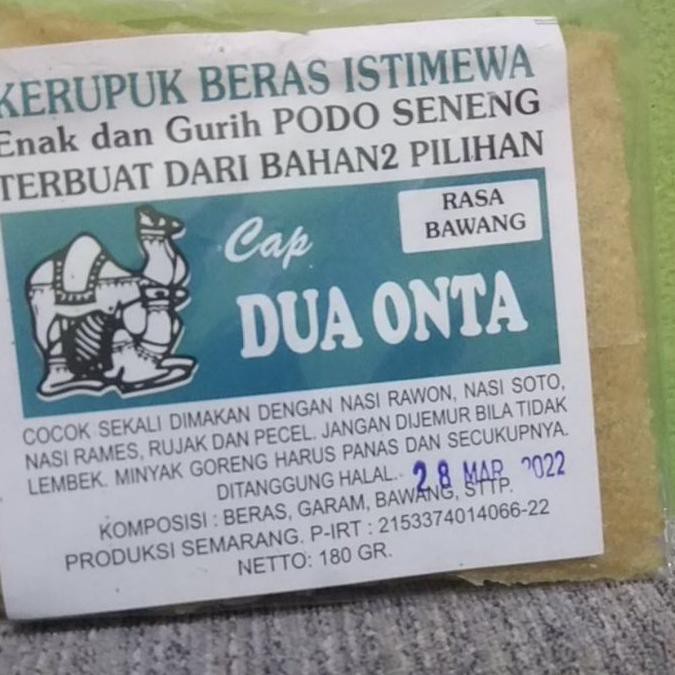 KERUPUK BERAS ISTIMEWA
Enak dan Gurih PODO SENENG
TERBUAT DARI BAHAN2 PILIHAN
RASA
BAWANG
Cap
DUA ONTA
COCOK SEKALI DIMAKAN DENGAN NASI RAWON, NASI SOTO,
NASI RAMES, RUJAK DAN PECEL. JANGAN DIJEMUR BILA TIDAK
LEMBEK. MINYAK GORENG HARUS PANAS DAN SECUKUPNYA.
DITANGGUNG HALAL.
28 MAR 2022
KOMPOSISI : BERAS, GARAM, BAWANG, STTP.
PRODUKSI SEMARANG. P-IRT : 2153374014066-22
NETTO: 180 GR.